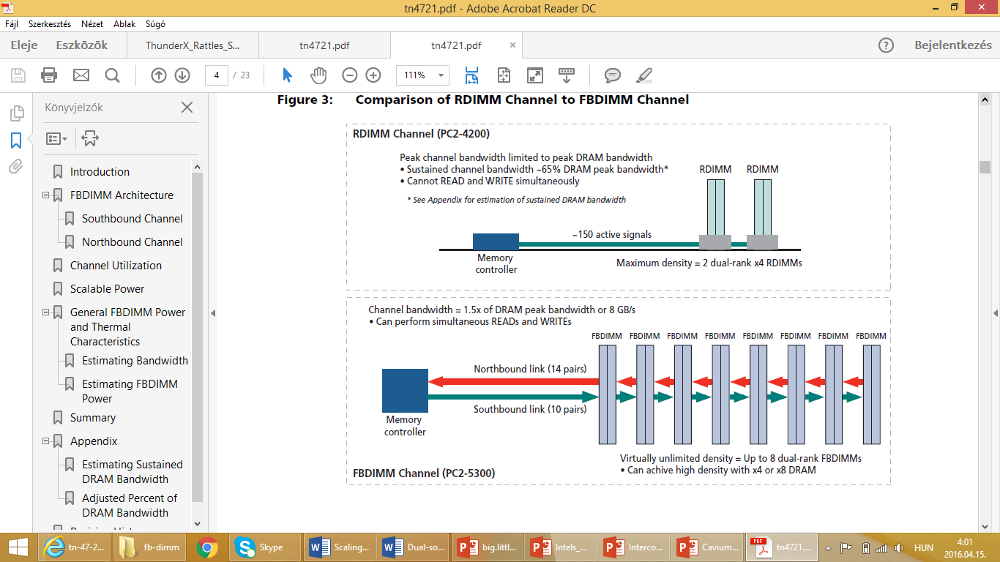 tn4721.pdf - Adobe Acrobat Reader DC
Fájl Szerkesztés Nézet Ablak Súgó
Eleje Eszközök ThunderX_Rattles_S... tn4721.pdf tn4721.pdf × ? Bejelentkezés
4 / 23 111%
Könyvjelzők
Introduction
FBDIMM Architecture
Southbound Channel
Northbound Channel
Channel Utilization
Scalable Power
General FBDIMM Power
and Thermal
Characteristics
Estimating Bandwidth
Estimating FBDIMM
Power
Summary
Appendix
Estimating Sustained
DRAM Bandwidth
Adjusted Percent of
DRAM Bandwidth
Figure 3: Comparison of RDIMM Channel to FBDIMM Channel
RDIMM Channel (PC2-4200)
Peak channel bandwidth limited to peak DRAM bandwidth
• Sustained channel bandwidth ~65% DRAM peak bandwidth*
• Cannot READ and WRITE simultaneously
* See Appendix for estimation of sustained DRAM bandwidth
RDIMM RDIMM
~150 active signals
Memory
controller
Maximum density = 2 dual-rank x4 RDIMMs
Channel bandwidth = 1.5x of DRAM peak bandwidth or 8 GB/s
• Can perform simultaneous READs and WRITEs
FBDIMM FBDIMM FBDIMM FBDIMM FBDIMM FBDIMM FBDIMM FBDIMM
Northbound link (14 pairs)
Southbound link (10 pairs)
Memory
controller
Virtually unlimited density = Up to 8 dual-rank FBDIMMs
• Can achive high density with x4 or x8 DRAM
FBDIMM Channel (PC2-5300)
tn-47-2... fb-dimm Skype Scaling... Dual-so... big.littl... Intels_... Interco... Cavium... tn4721.... HUN 4:01
2016.04.15.